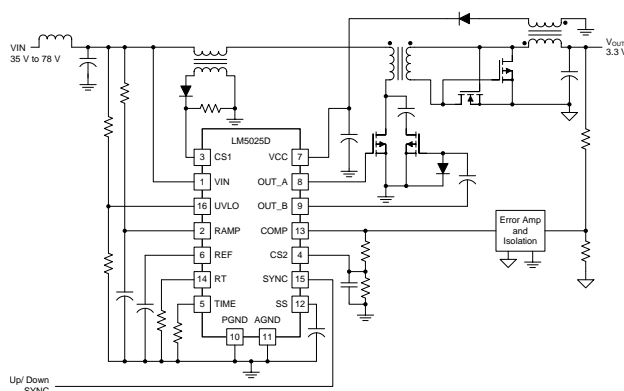 VIN
35 V to 78 V
VOUT
3.3 V
LM5025D
3 CS1 VCC 7
1 VIN OUT_A 8
16 UVLO OUT_B 9
2 RAMP COMP 13
6 REF CS2 4
14 RT SYNC 15
5 TIME SS 12
PGND AGND
10 11
Error Amp
and
Isolation
Up/ Down
SYNC